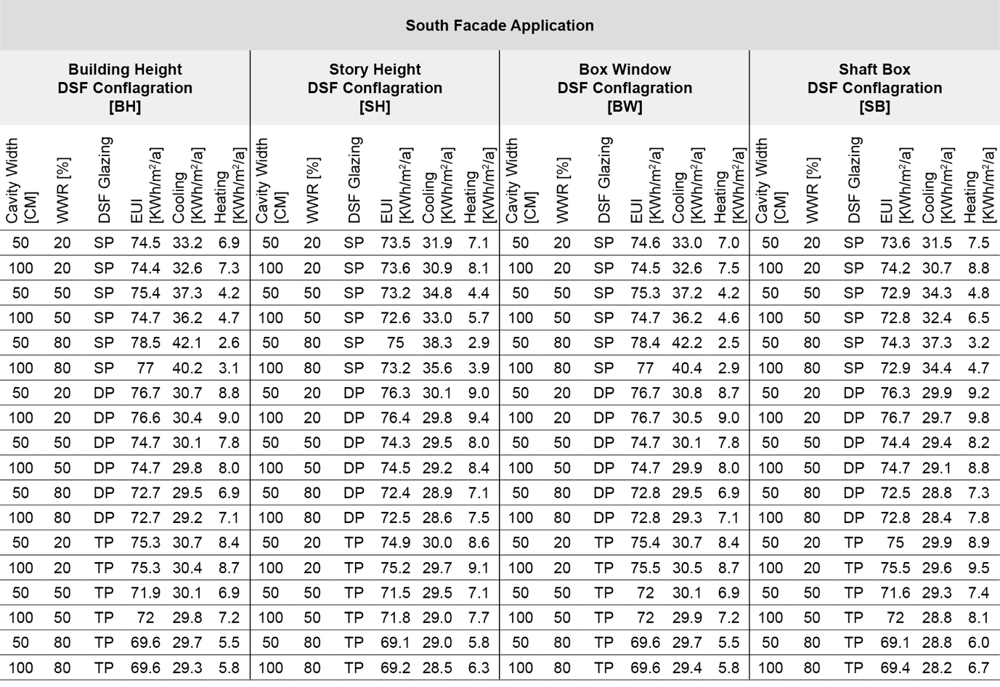 South Facade Application
Building Height Story Height Box Window Shaft Box
DSF Conflagration DSF Conflagration DSF Conflagration DSF Conflagration
[BH] [SH] [BW] [SB]
Cavity Width [CM] WWR [%] DSF Glazing EUI [KWh/m²/a] Cooling [KWh/m²/a] Heating [KWh/m²/a] Cavity Width [CM] WWR [%] DSF Glazing EUI [KWh/m²/a] Cooling [KWh/m²/a] Heating [KWh/m²/a] Cavity Width [CM] WWR [%] DSF Glazing EUI [KWh/m²/a] Cooling [KWh/m²/a] Heating [KWh/m²/a] Cavity Width [CM] WWR [%] DSF Glazing EUI [KWh/m²/a] Cooling [KWh/m²/a] Heating [KWh/m²/a]
50 20 SP 74.5 33.2 6.9 50 20 SP 73.5 31.9 7.1 50 20 SP 74.6 33.0 7.0 50 20 SP 73.6 31.5 7.5
100 20 SP 74.4 32.6 7.3 100 20 SP 73.6 30.9 8.1 100 20 SP 74.5 32.6 7.5 100 20 SP 74.2 30.7 8.8
50 50 SP 75.4 37.3 4.2 50 50 SP 73.2 34.8 4.4 50 50 SP 75.3 37.2 4.2 50 50 SP 72.9 34.3 4.8
100 50 SP 74.7 36.2 4.7 100 50 SP 72.6 33.0 5.7 100 50 SP 74.7 36.2 4.6 100 50 SP 72.8 32.4 6.5
50 80 SP 78.5 42.1 2.6 50 80 SP 75 38.3 2.9 50 80 SP 78.4 42.2 2.5 50 80 SP 74.3 37.3 3.2
100 80 SP 77 40.2 3.1 100 80 SP 73.2 35.6 3.9 100 80 SP 77 40.4 2.9 100 80 SP 72.9 34.4 4.7
50 20 DP 76.7 30.7 8.8 50 20 DP 76.3 30.1 9.0 50 20 DP 76.7 30.8 8.7 50 20 DP 76.3 29.9 9.2
100 20 DP 76.6 30.4 9.0 100 20 DP 76.4 29.8 9.4 100 20 DP 76.7 30.5 9.0 100 20 DP 76.7 29.7 9.8
50 50 DP 74.7 30.1 7.8 50 50 DP 74.3 29.5 8.0 50 50 DP 74.7 30.1 7.8 50 50 DP 74.4 29.4 8.2
100 50 DP 74.7 29.8 8.0 100 50 DP 74.5 29.2 8.4 100 50 DP 74.7 29.9 8.0 100 50 DP 74.7 29.1 8.8
50 80 DP 72.7 29.5 6.9 50 80 DP 72.4 28.9 7.1 50 80 DP 72.8 29.5 6.9 50 80 DP 72.5 28.8 7.3
100 80 DP 72.7 29.2 7.1 100 80 DP 72.5 28.6 7.5 100 80 DP 72.8 29.3 7.1 100 80 DP 72.8 28.4 7.8
50 20 TP 75.3 30.7 8.4 50 20 TP 74.9 30.0 8.6 50 20 TP 75.4 30.7 8.4 50 20 TP 75 29.9 8.9
100 20 TP 75.3 30.4 8.7 100 20 TP 75.2 29.7 9.1 100 20 TP 75.5 30.5 8.7 100 20 TP 75.5 29.6 9.5
50 50 TP 71.9 30.1 6.9 50 50 TP 71.5 29.5 7.1 50 50 TP 72 30.1 6.9 50 50 TP 71.6 29.3 7.4
100 50 TP 72 29.8 7.2 100 50 TP 71.8 29.0 7.7 100 50 TP 72 29.9 7.2 100 50 TP 72 28.8 8.1
50 80 TP 69.6 29.7 5.5 50 80 TP 69.1 29.0 5.8 50 80 TP 69.6 29.7 5.5 50 80 TP 69.1 28.8 6.0
100 80 TP 69.6 29.3 5.8 100 80 TP 69.2 28.5 6.3 100 80 TP 69.6 29.4 5.8 100 80 TP 69.4 28.2 6.7